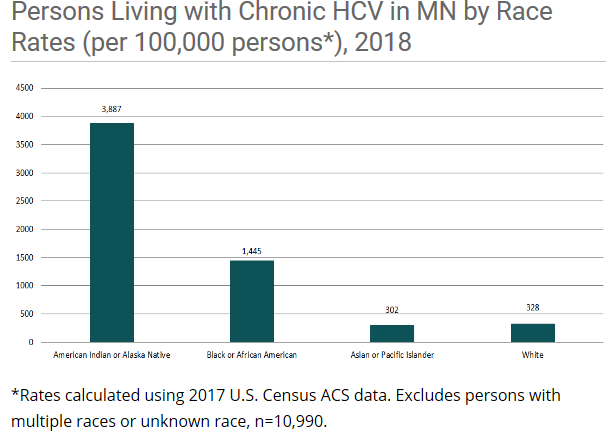 Persons Living with Chronic HCV in MN by Race
Rates (per 100,000 persons*), 2018
4500
4000
3500
3000
2500
2000
1500
1000
500
0
3,887
1,445
302
328
American Indian or Alaska Native
Black or African American
Asian or Pacific Islander
White
*Rates calculated using 2017 U.S. Census ACS data. Excludes persons with
multiple races or unknown race, n=10,990.